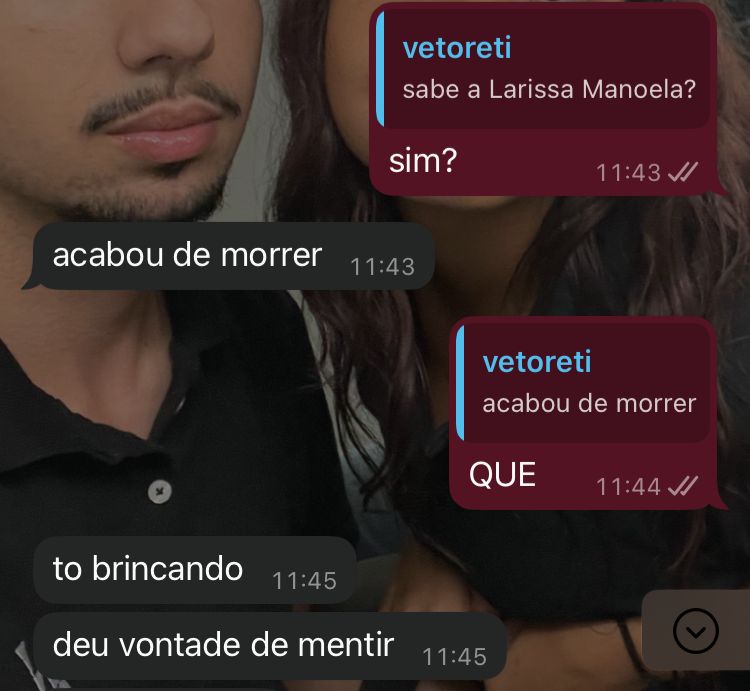 vetoreti
sabe a Larissa Manoela?
sim?
11:43
acabou de morrer
11:43
vetoreti
acabou de morrer
QUE
11:44
to brincando
11:45
deu vontade de mentir
11:45